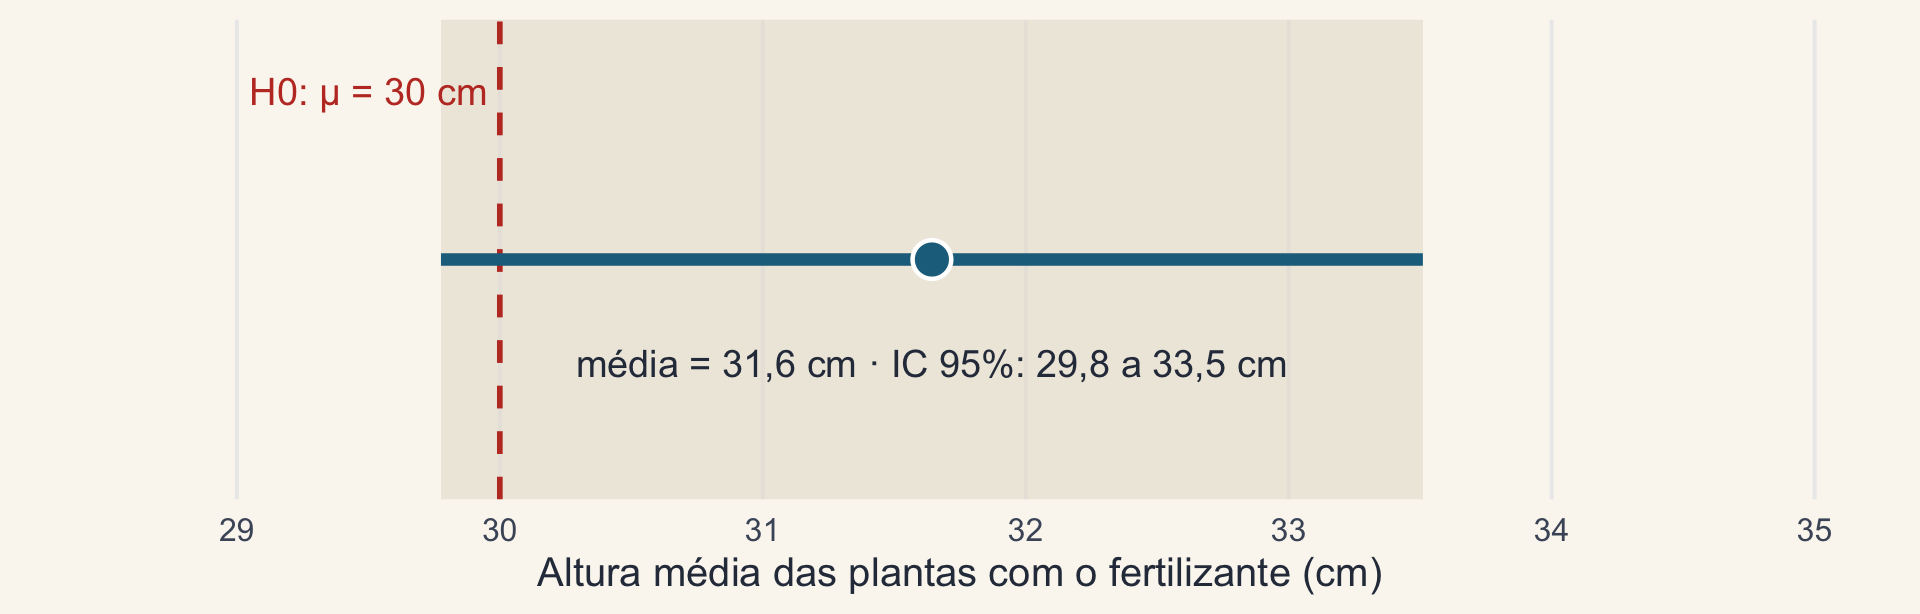 H0: μ = 30 cm
média = 31,6 cm · IC 95%: 29,8 a 33,5 cm
29 30 31 32 33 34 35
Altura média das plantas com o fertilizante (cm)